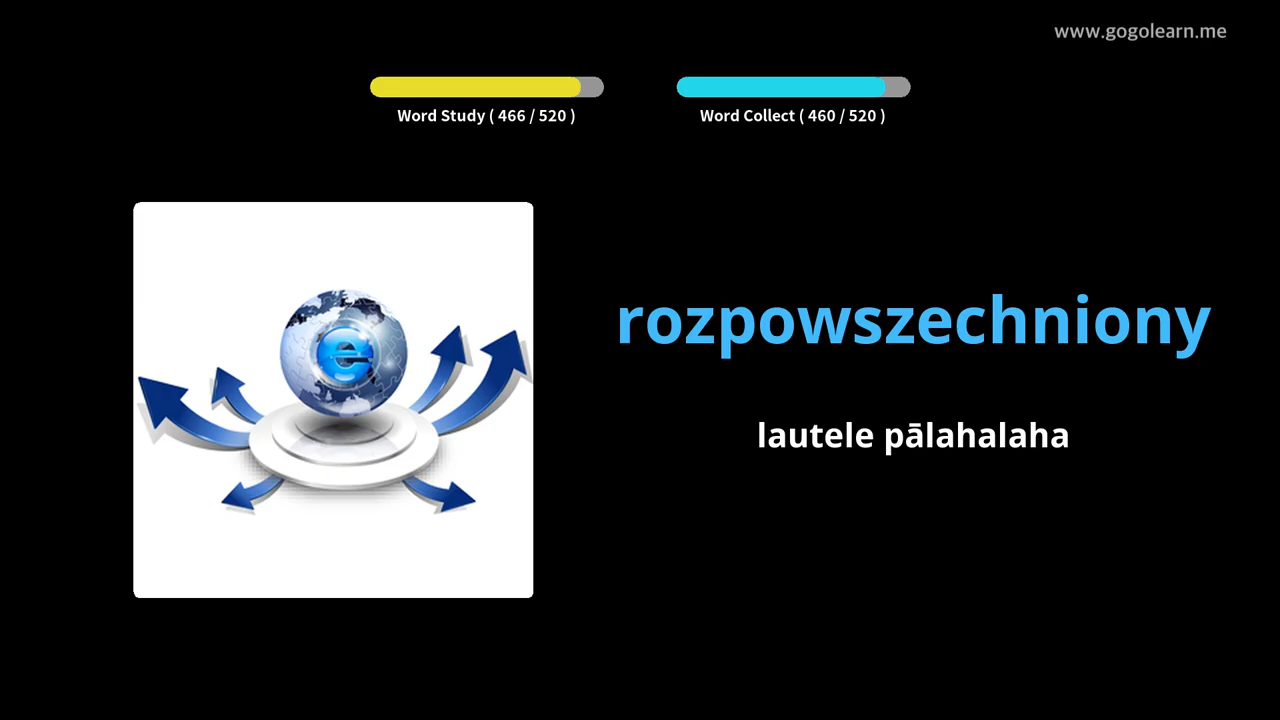 www.gogolearn.me
Word Study ( 466 / 520 )
Word Collect ( 460 / 520 )
e
rozpowszechniony
lautele pālahalaha